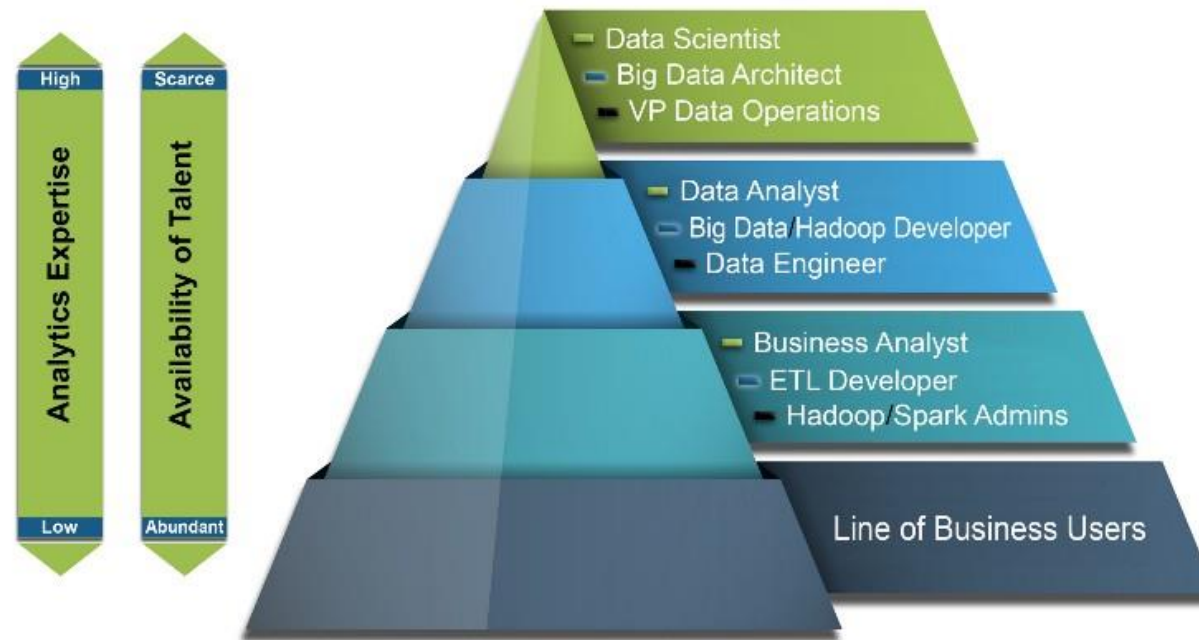 High
Analytics Expertise
Low
Scarce
Availability of Talent
Abundant
Data Scientist
Big Data Architect
VP Data Operations
Data Analyst
Big Data/Hadoop Developer
Data Engineer
Business Analyst
ETL Developer
Hadoop/Spark Admins
Line of Business Users